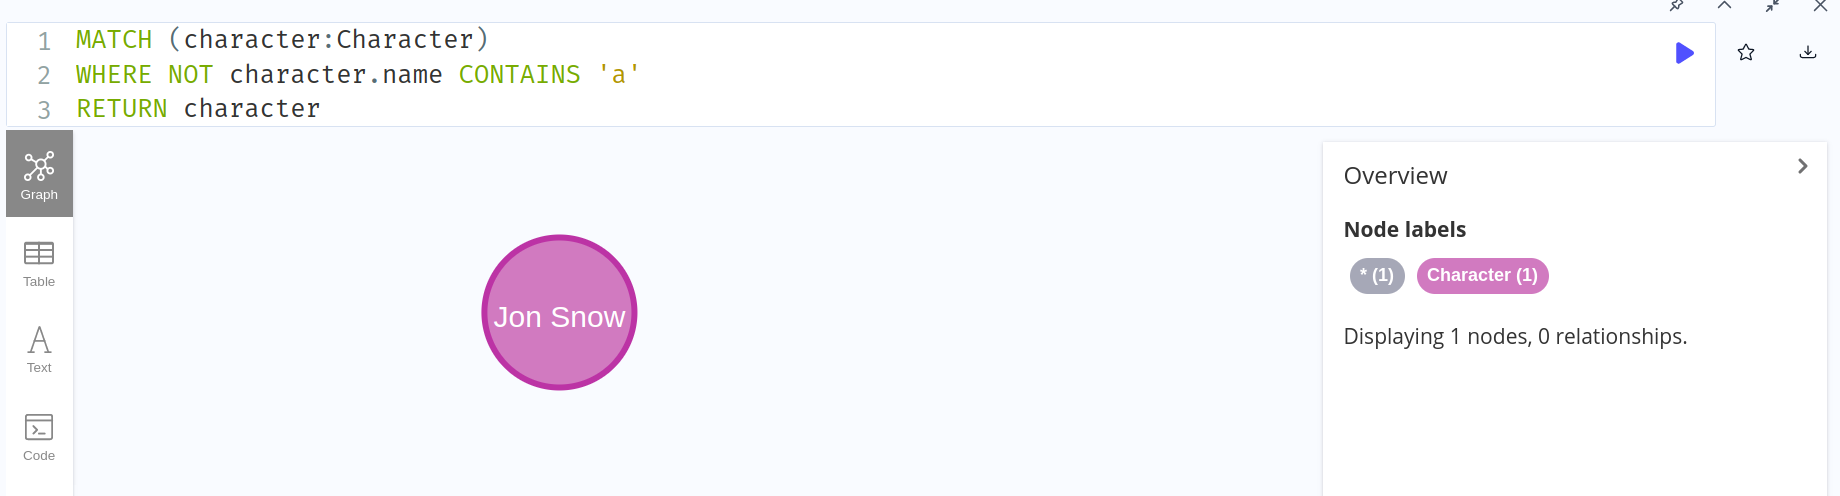 1 MATCH (character:Character)
2 WHERE NOT character.name CONTAINS 'a'
3 RETURN character
Graph
Table
Text
Code
Jon Snow
Overview
Node labels
* (1) Character (1)
Displaying 1 nodes, 0 relationships.